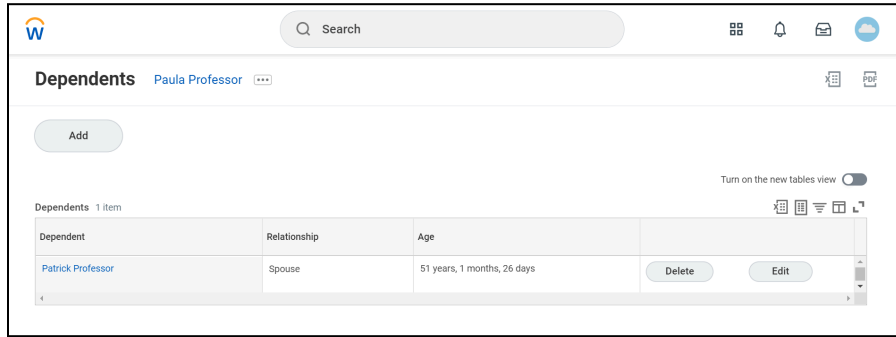 W
Search
Dependents Paula Professor
X PDF
Add
Turn on the new tables view
Dependents 1 item
X
Dependent Relationship Age
Patrick Professor Spouse 51 years, 1 months, 26 days Delete Edit